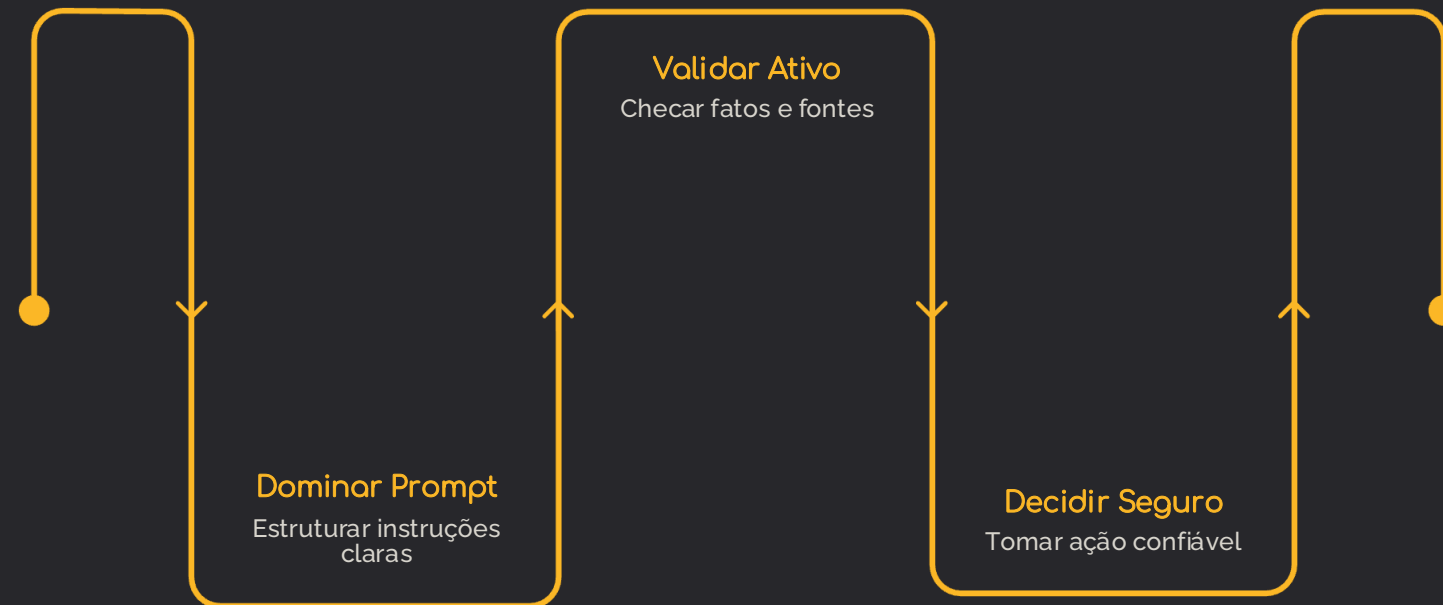 Dominar Prompt
Estruturar instruções
claras
Validar Ativo
Checar fatos e fontes
Decidir Seguro
Tomar ação confiável